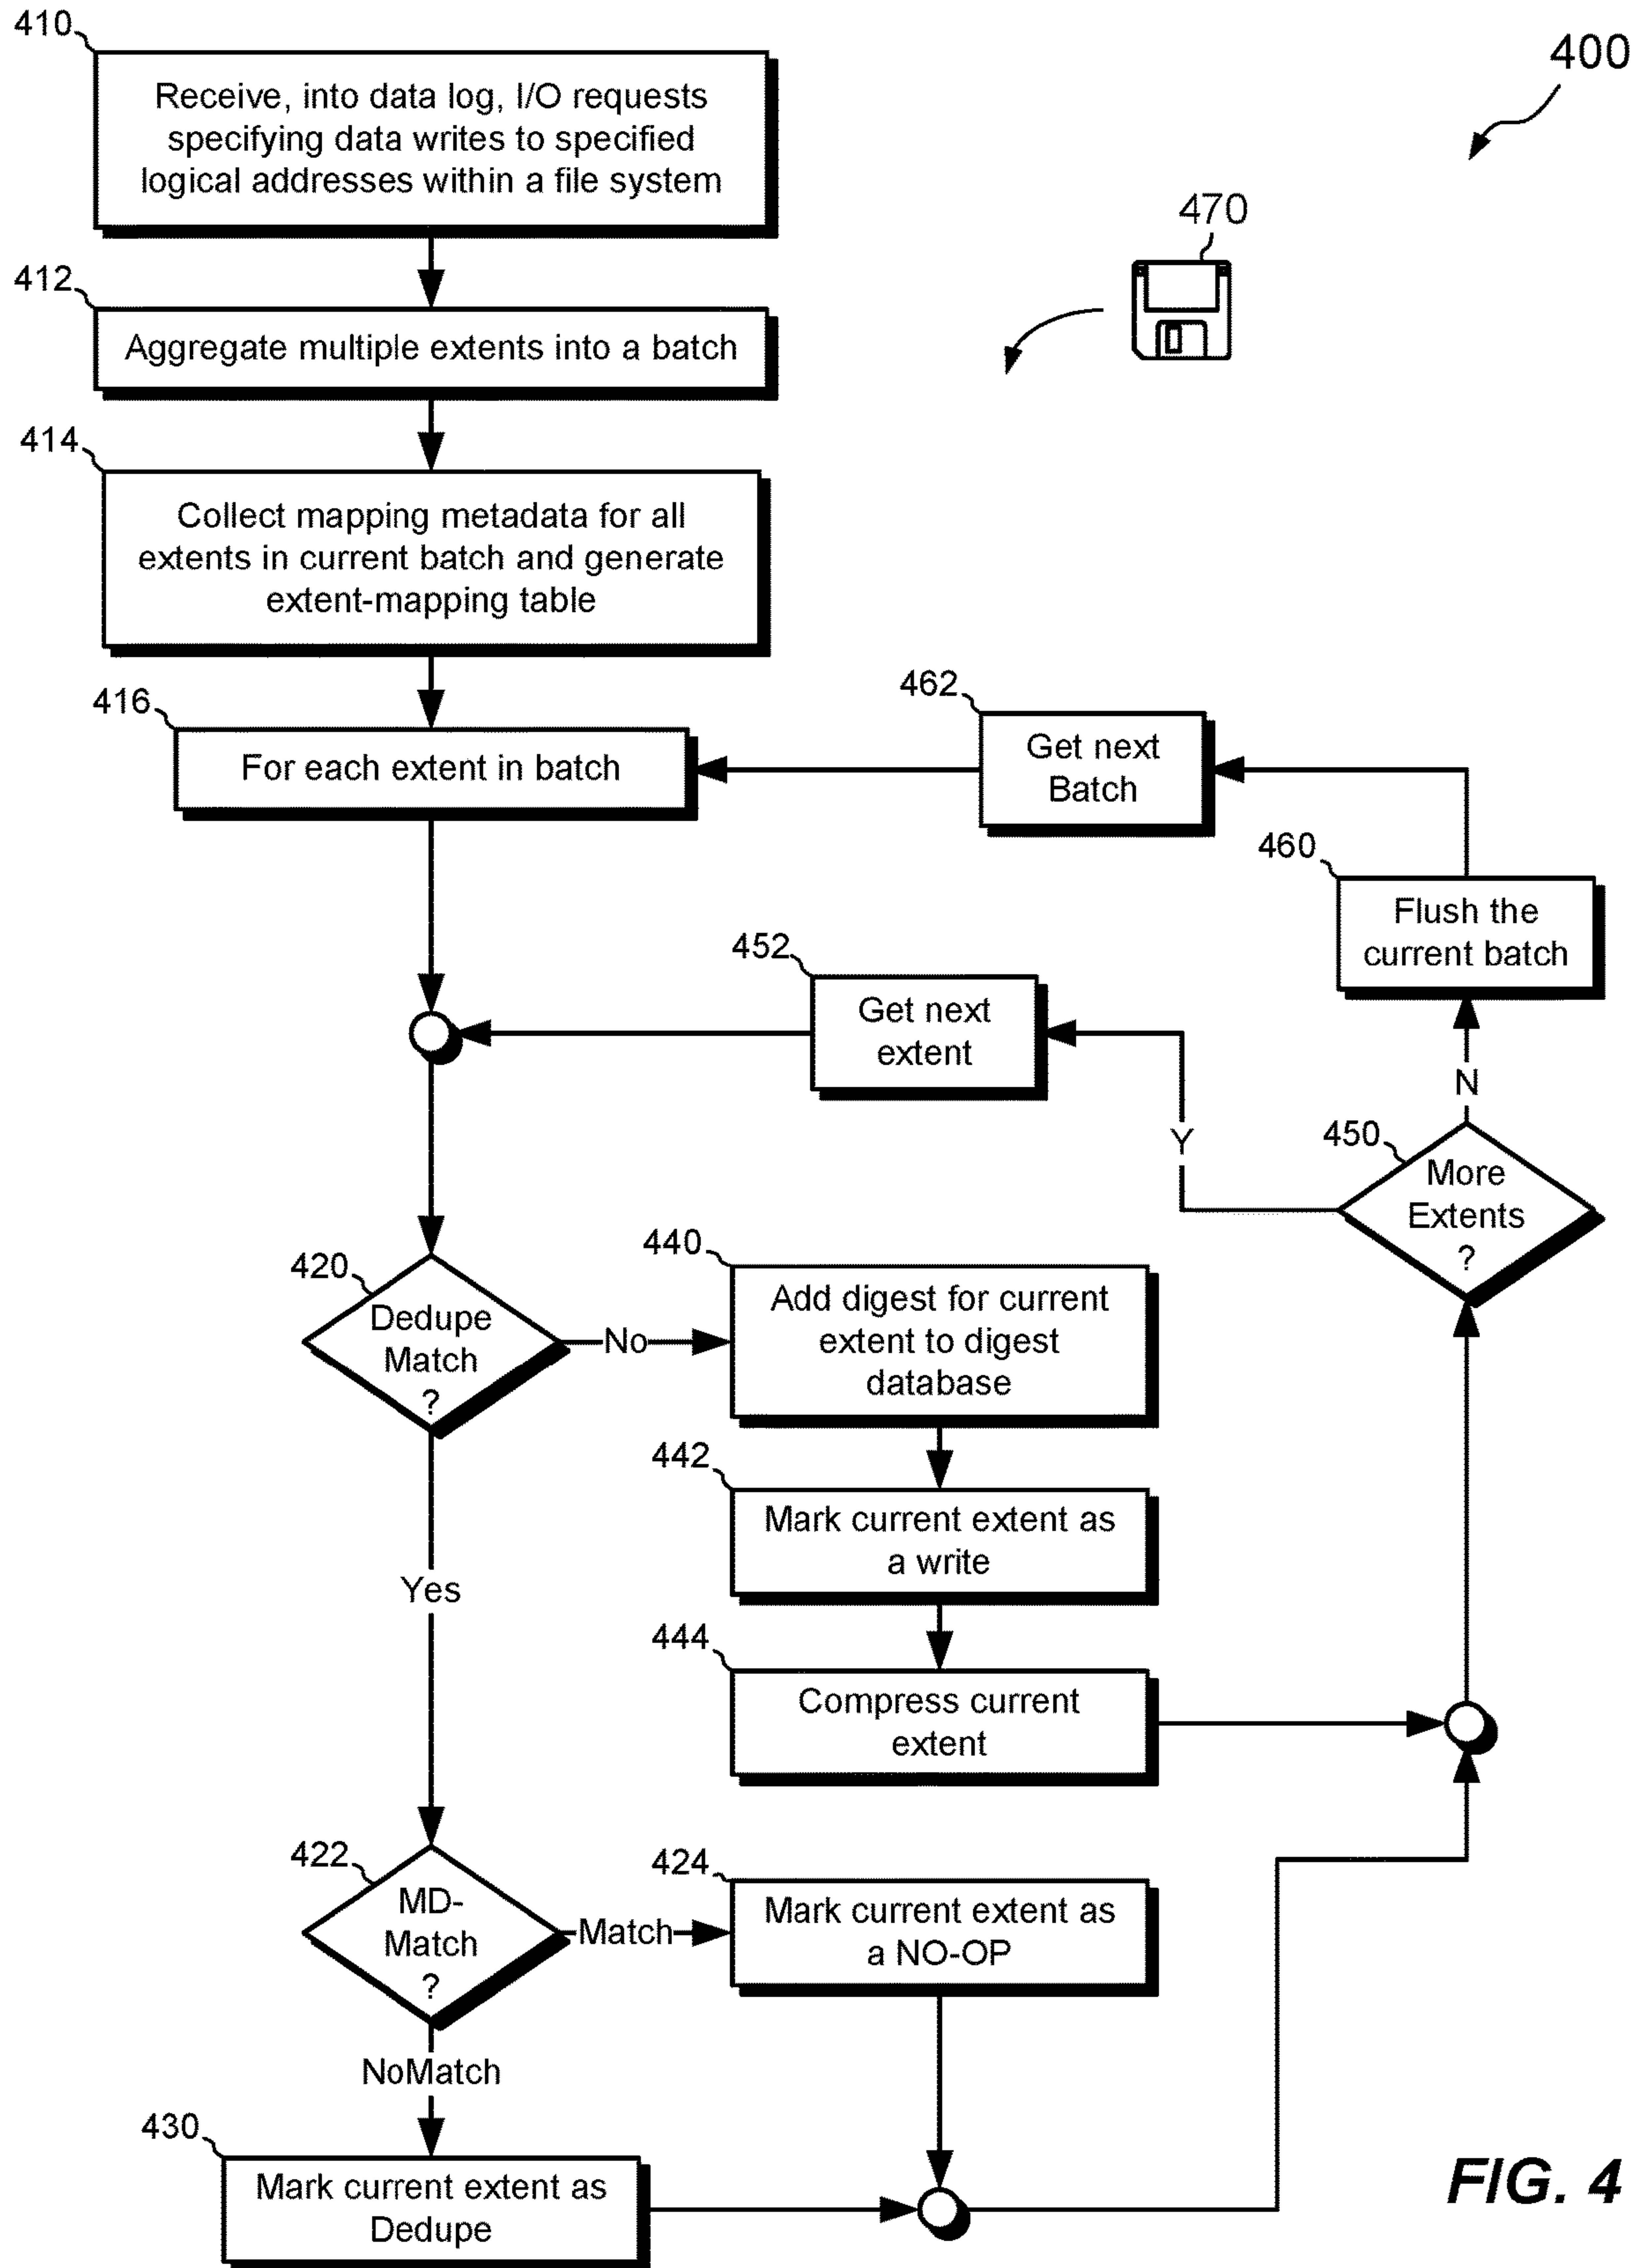 410
400
Receive, into data log, I/O requests
specifying data writes to specified
logical addresses within a file system
470
412
Aggregate multiple extents into a batch
414
Collect mapping metadata for all
extents in current batch and generate
extent-mapping table
416
For each extent in batch
462
Get next
Batch
460
Flush the
current batch
452
Get next
extent
N
Y
450
More
Extents
?
420
Dedupe
Match
?
No
440
Add digest for current
extent to digest
database
442
Mark current extent as
a write
Yes
444
Compress current
extent
422
MD-
Match
?
Match
424
Mark current extent as
a NO-OP
NoMatch
430
Mark current extent as
Dedupe
FIG. 4